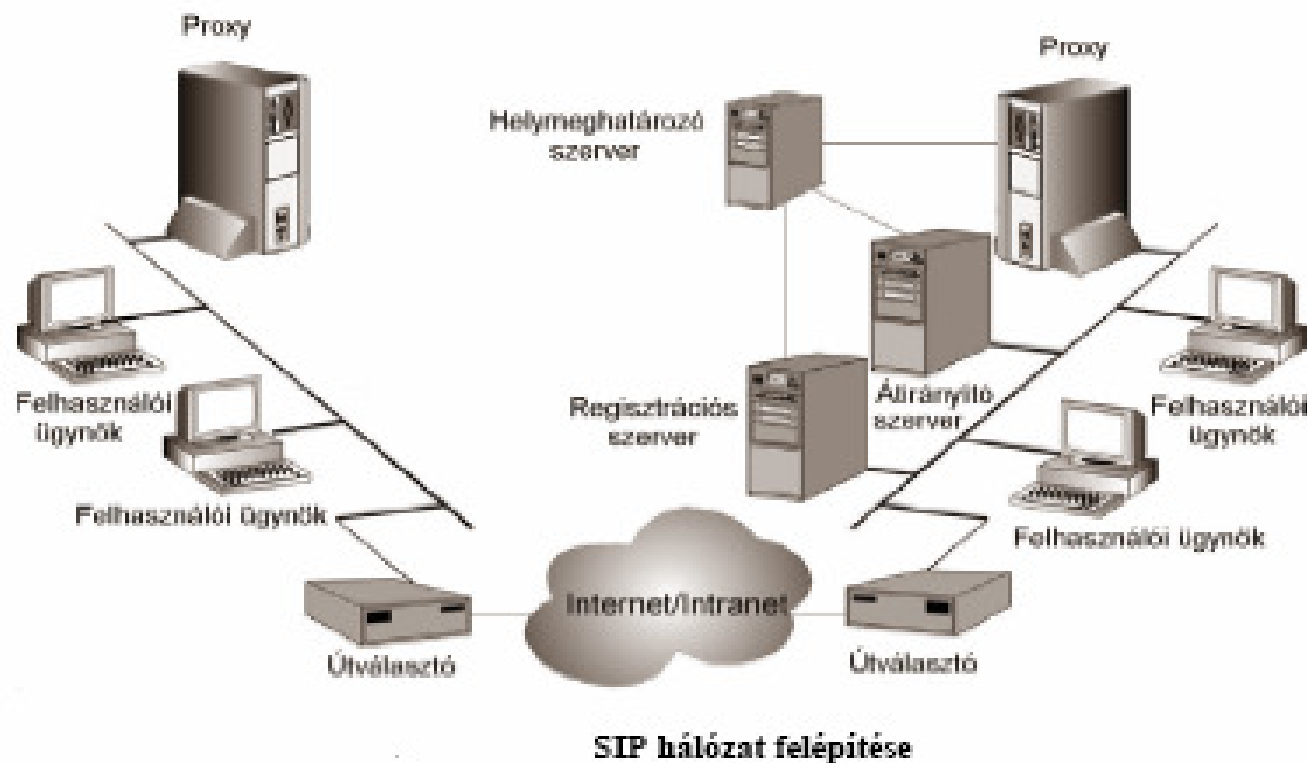 Proxy
Proxy
Helymeghatározó
szerver
Felhasználói
ügynök
Felhasználói ügynök
Regisztrációs
szerver
Átirányító
szerver
Felhasználói
ügynök
Felhasználói ügynök
Internet/Intranet
Útválasztó
Útválasztó
SIP hálózat felépítése